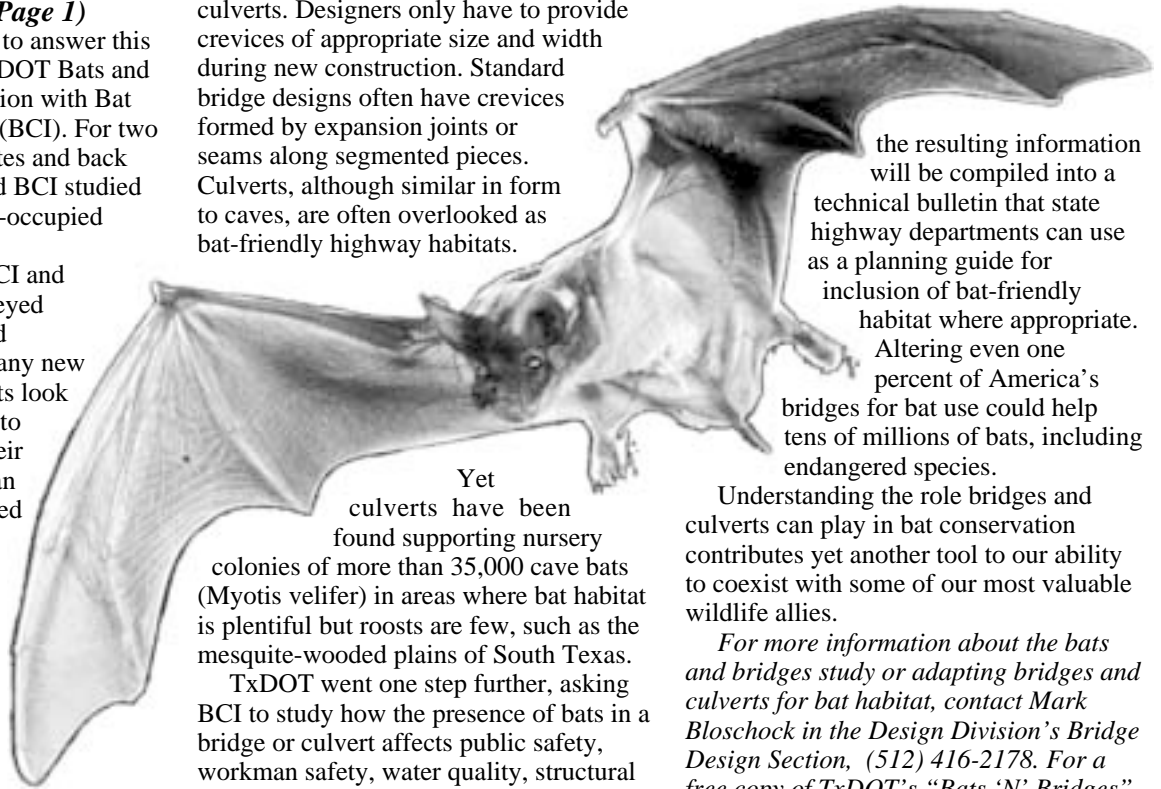 Page 1)
to answer this
DOT Bats and
ion with Bat
(BCI). For two
tes and back
d BCI studied
-occupied
CI and
eyed
d
any new
ts look
to
eir
an
ed
culverts. Designers only have to provide
crevices of appropriate size and width
during new construction. Standard
bridge designs often have crevices
formed by expansion joints or
seams along segmented pieces.
Culverts, although similar in form
to caves, are often overlooked as
bat-friendly highway habitats.
Yet
culverts have been
found supporting nursery
colonies of more than 35,000 cave bats
(Myotis velifer) in areas where bat habitat
is plentiful but roosts are few, such as the
mesquite-wooded plains of South Texas.
TxDOT went one step further, asking
BCI to study how the presence of bats in a
bridge or culvert affects public safety,
workman safety, water quality, structural
the resulting information
will be compiled into a
technical bulletin that state
highway departments can use
as a planning guide for
inclusion of bat-friendly
habitat where appropriate.
Altering even one
percent of America’s
bridges for bat use could help
tens of millions of bats, including
endangered species.
Understanding the role bridges and
culverts can play in bat conservation
contributes yet another tool to our ability
to coexist with some of our most valuable
wildlife allies.
For more information about the bats
and bridges study or adapting bridges and
culverts for bat habitat, contact Mark
Bloschock in the Design Division’s Bridge
Design Section, (512) 416-2178. For a
free copy of TxDOT’s “Bats ‘N’ Bridges”